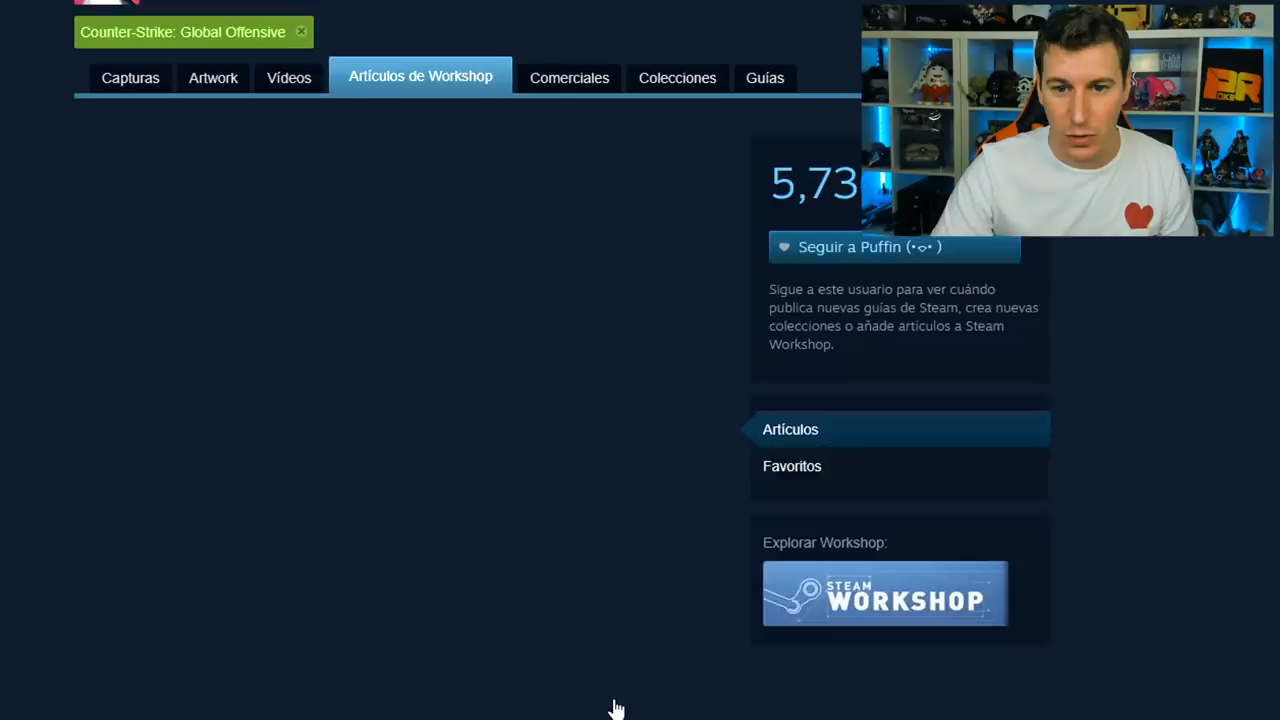 Counter-Strike: Global Offensive
Capturas
Artwork
Vídeos
Artículos de Workshop
Comerciales
Colecciones
Guías
5,73
Seguir a Puffin (•⌄• )
Sigue a este usuario para ver cuándo
publica nuevas guías de Steam, crea nuevas
colecciones o añade artículos a Steam
Workshop.
Artículos
Favoritos
Explorar Workshop:
STEAM
WORKSHOP